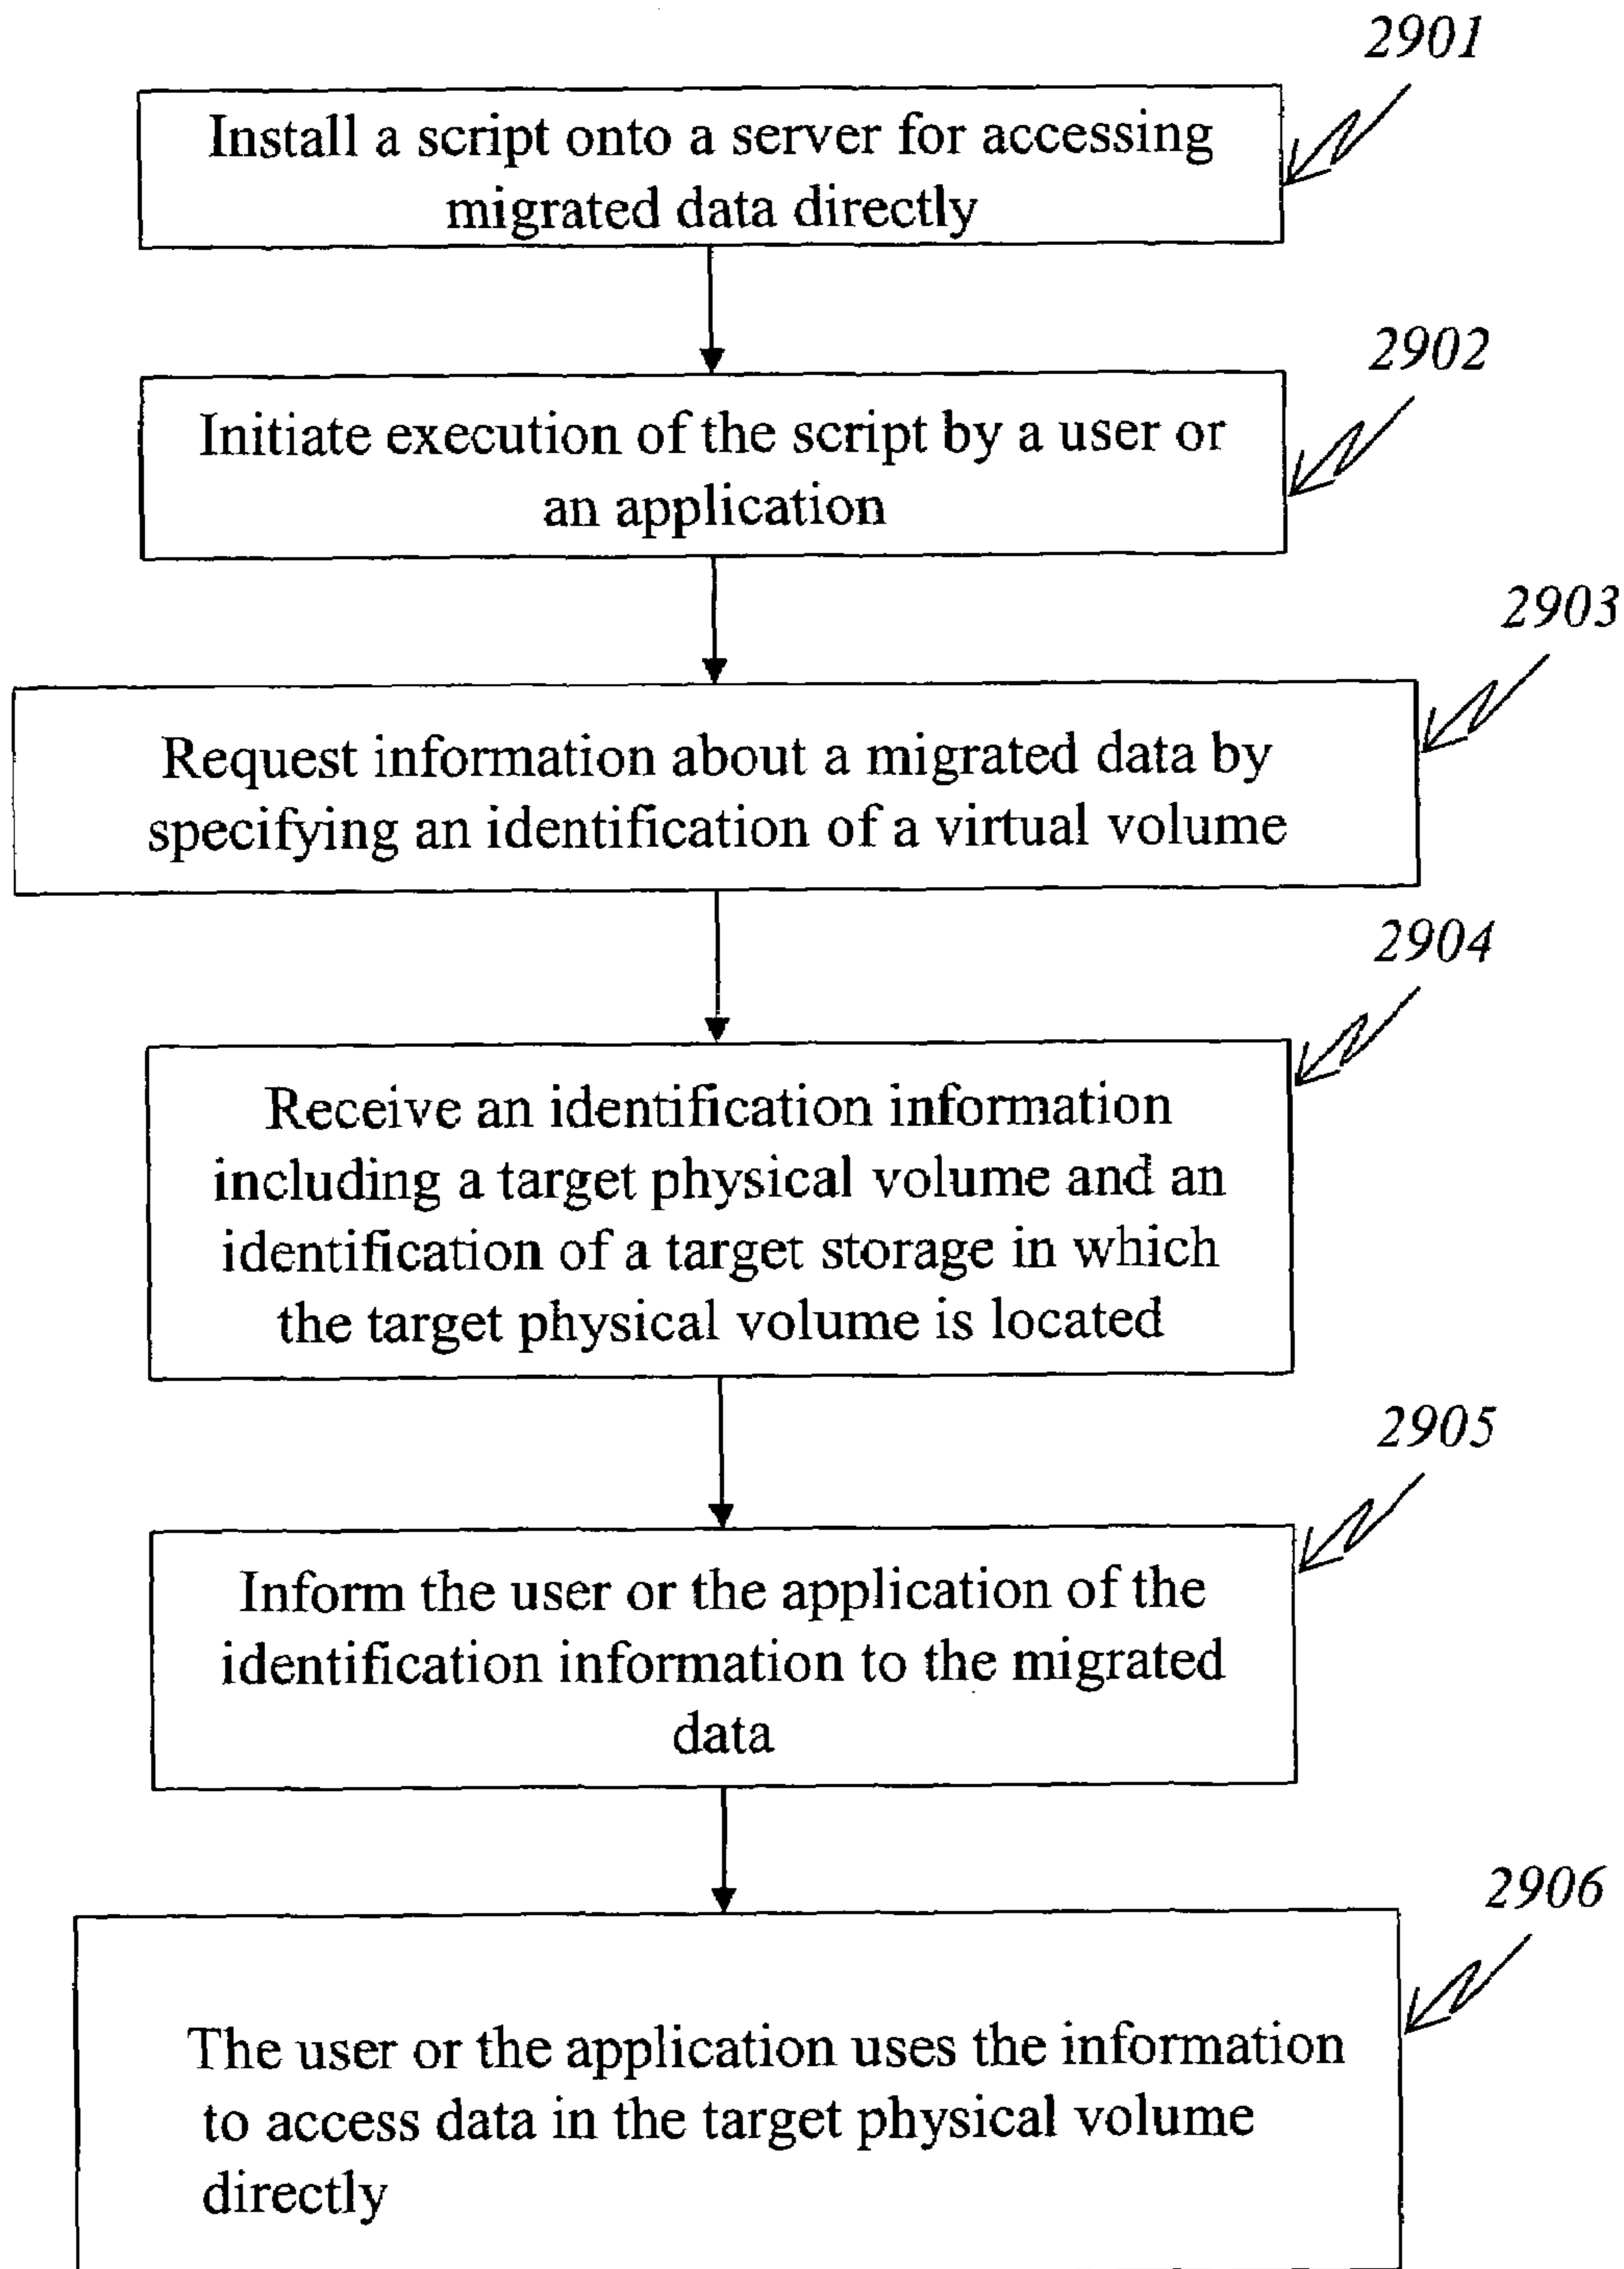 2901
Install a script onto a server for accessing
migrated data directly
2902
Initiate execution of the script by a user or
an application
2903
Request information about a migrated data by
specifying an identification of a virtual volume
2904
Receive an identification information
including a target physical volume and an
identification of a target storage in which
the target physical volume is located
2905
Inform the user or the application of the
identification information to the migrated
data
2906
The user or the application uses the information
to access data in the target physical volume
directly